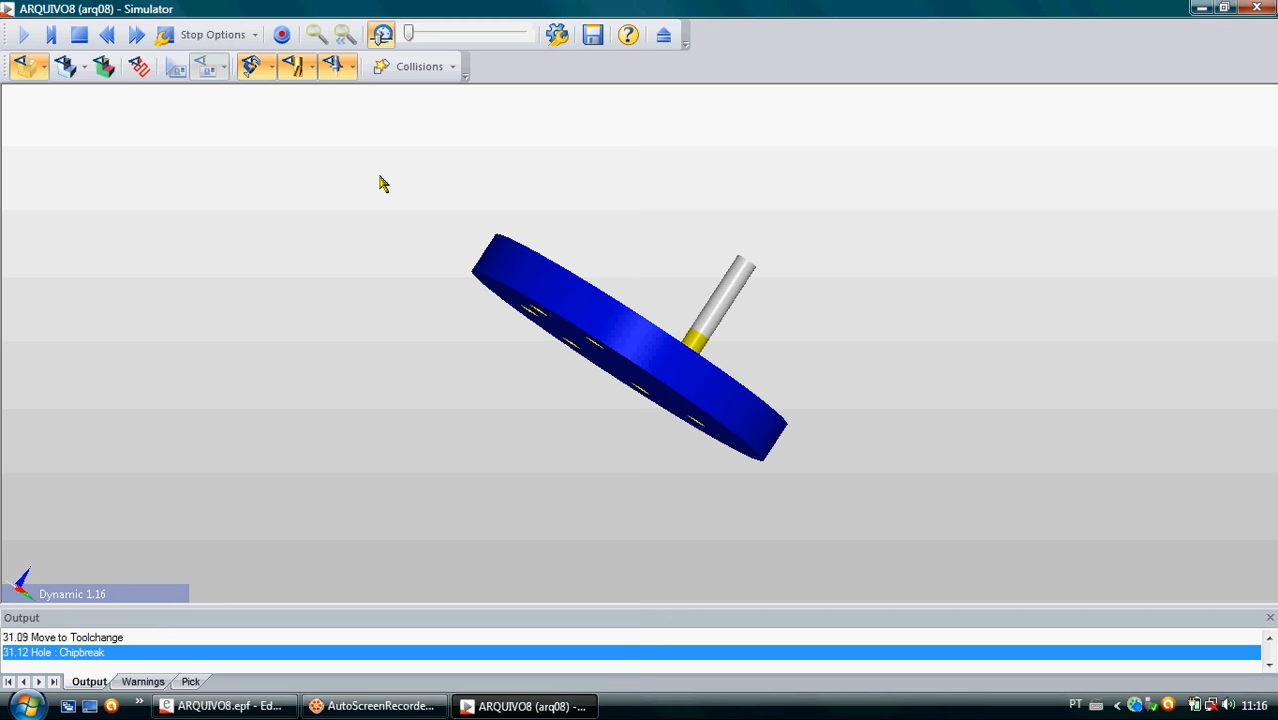 ARQUIVO8 (arq08) - Simulator
Stop Options
Collisions
Dynamic 1.16
Output
31.09 Move to Toolchange
31.12 Hole : Chipbreak
Output Warnings Pick
ARQUIVO8.epf - Ed...
AutoScreenRecorde...
ARQUIVO8 (arq08) -...
PT
11:16